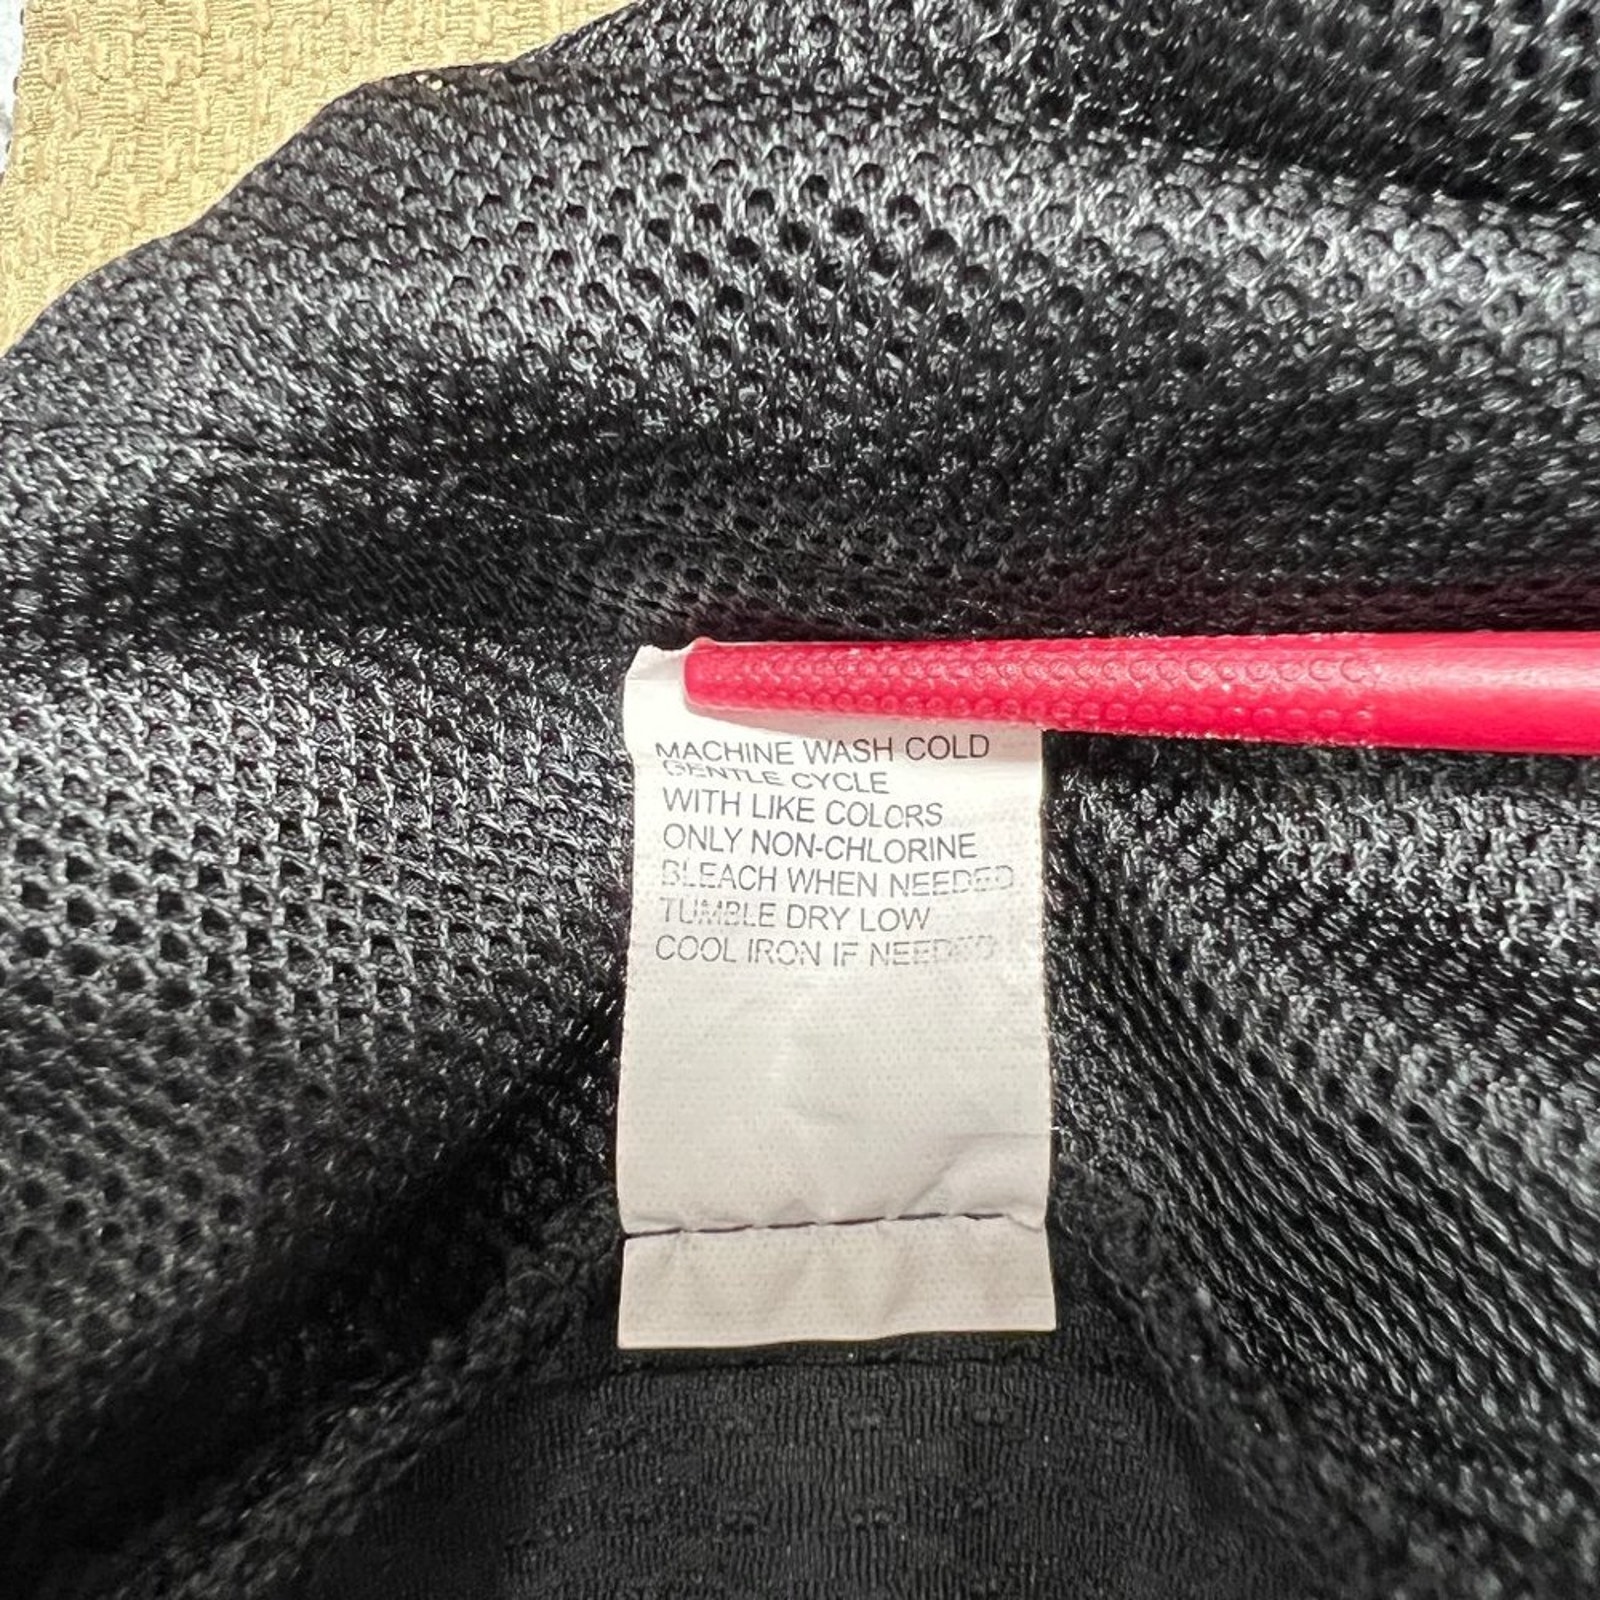 MACHINE WASH COLD
GENTLE CYCLE
WITH LIKE COLORS
ONLY NON-CHLORINE
BLEACH WHEN NEEDED
TUMBLE DRY LOW
COOL IRON IF NEEDED